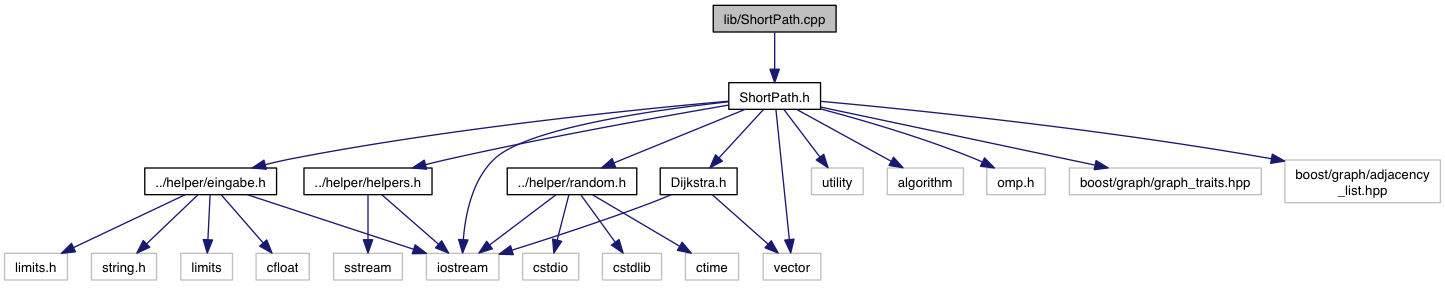 lib/ShortPath.cpp
ShortPath.h
../helper/eingabe.h
../helper/helpers.h
../helper/random.h
Dijkstra.h
utility
algorithm
omp.h
boost/graph/graph_traits.hpp
boost/graph/adjacency
_list.hpp
limits.h
string.h
limits
cfloat
sstream
iostream
cstdio
cstdlib
ctime
vector